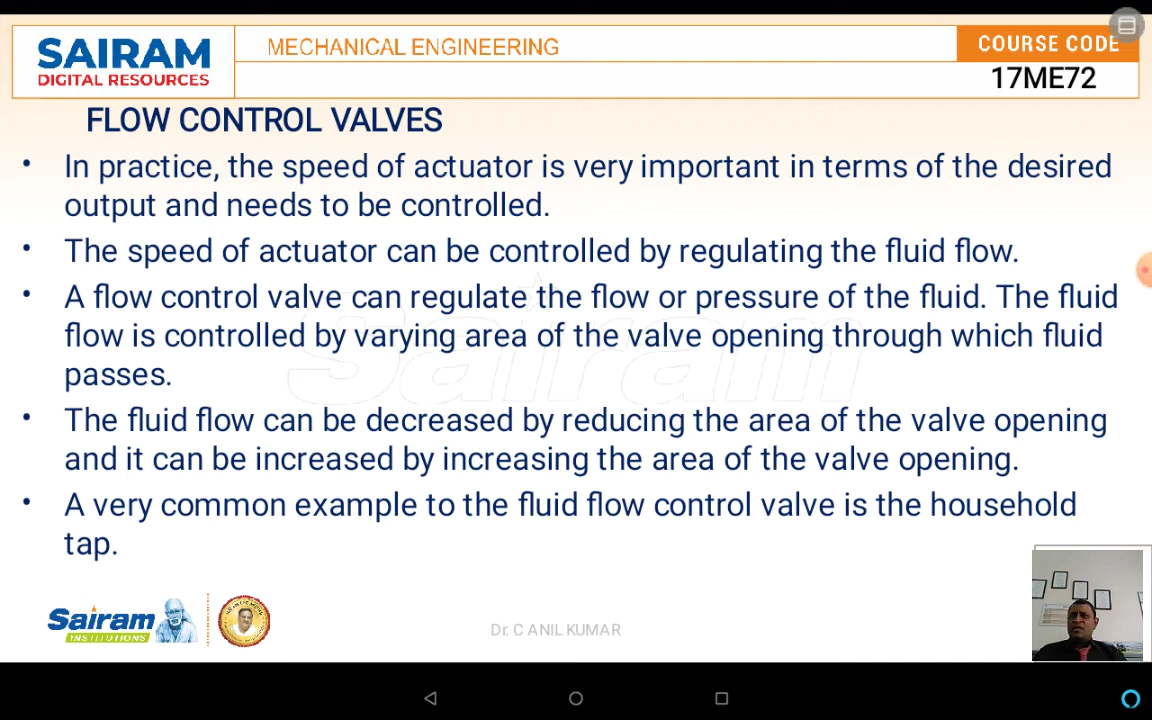 SAIRAM
DIGITAL RESOURCES
MECHANICAL ENGINEERING
COURSE CODE
17ME72
FLOW CONTROL VALVES
• In practice, the speed of actuator is very important in terms of the desired
output and needs to be controlled.
• The speed of actuator can be controlled by regulating the fluid flow.
• A flow control valve can regulate the flow or pressure of the fluid. The fluid
flow is controlled by varying area of the valve opening through which fluid
passes.
• The fluid flow can be decreased by reducing the area of the valve opening
and it can be increased by increasing the area of the valve opening.
• A very common example to the fluid flow control valve is the household
tap.
Sairam
Sairam
INSTITUTIONS
Dr. C ANIL KUMAR